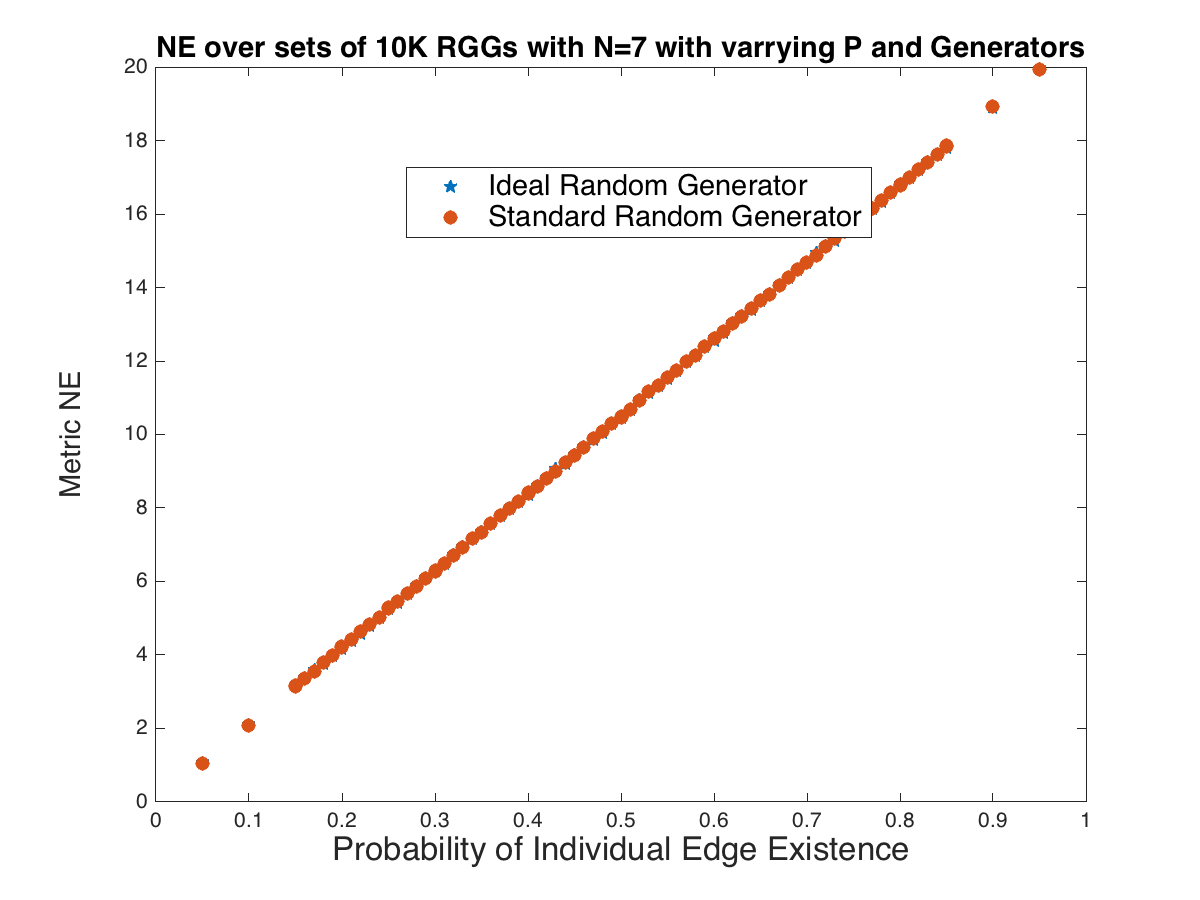 NE over sets of 10K RGGs with N=7 with varrying P and Generators
20
18
16
14
12
10
8
6
4
2
0
Metric NE
Ideal Random Generator
Standard Random Generator
0 0.1 0.2 0.3 0.4 0.5 0.6 0.7 0.8 0.9 1
Probability of Individual Edge Existence